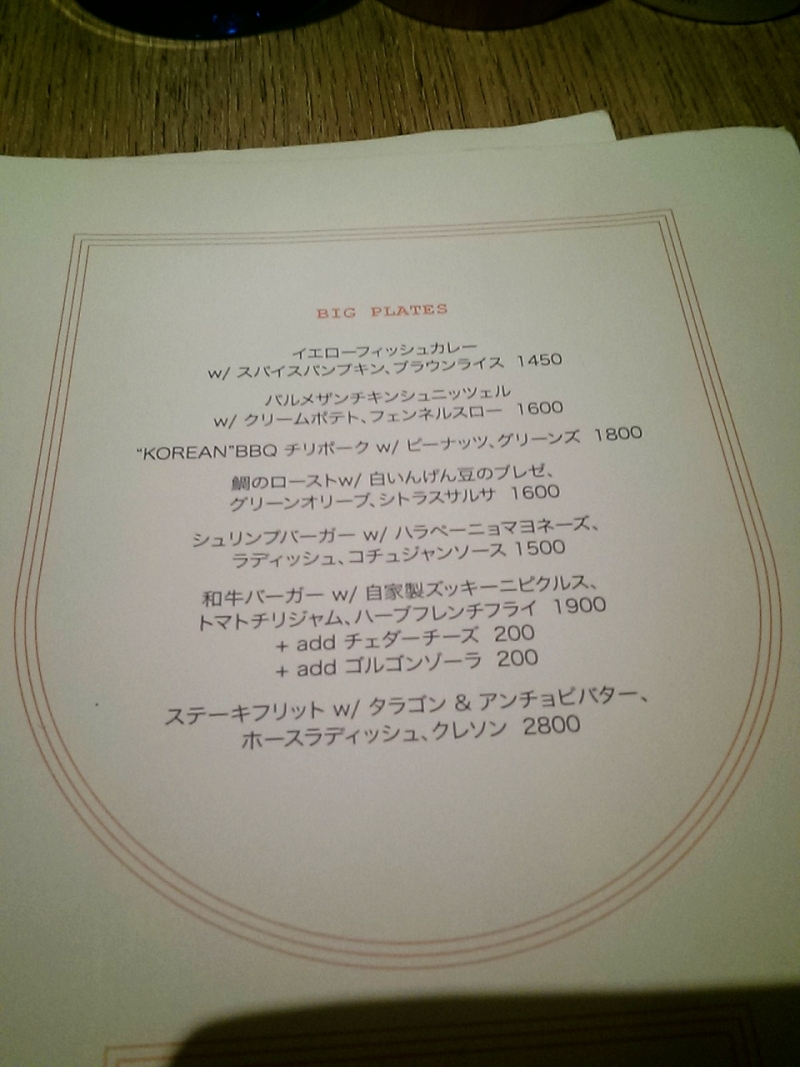 BIG PLATES
イエローフィッシュカレー
w/ スパイスパンプキン、ブラウンライス 1450
パルメザンチキンシュニッツェル
w/ クリームポテト、フェンネルスロー 1600
"KOREAN"BBQ チリポーク w/ ピーナッツ、グリーンズ 1800
鯛のローストw/ 白いんげん豆のブレゼ、
グリーンオリーブ、シトラスサルサ 1600
シュリンプバーガー w/ ハラペーニョマヨネーズ、
ラディッシュ、コチュジャンソース 1500
和牛バーガー w/ 自家製ズッキーニピクルス、
トマトチリジャム、ハーブフレンチフライ 1900
+ add チェダーチーズ 200
+ add ゴルゴンゾーラ 200
ステーキフリット w/ タラゴン & アンチョビバター、
ホースラディッシュ、クレソン 2800